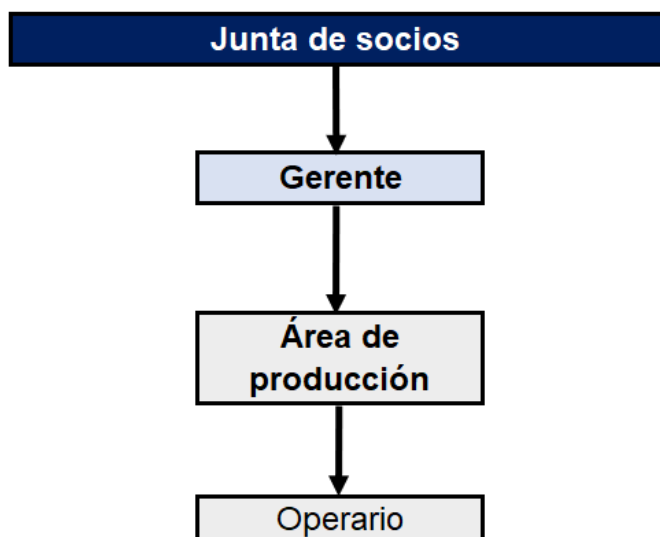 Junta de socios
Gerente
Área de
producción
Operario